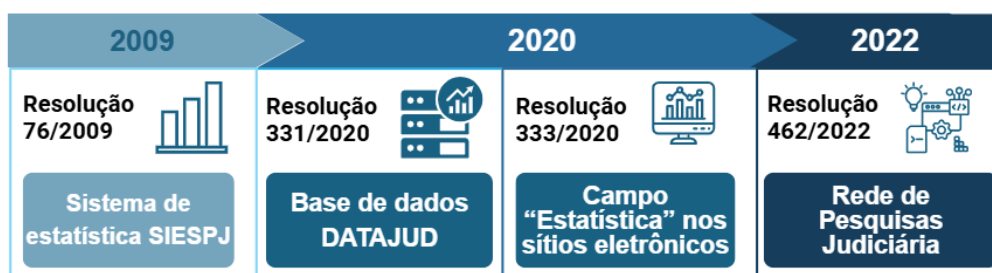 2009
2020
2022
Resolução
76/2009
Sistema de
estatística SIESPJ
Resolução
331/2020
Base de dados
DATAJUD
Resolução
333/2020
Campo
“Estatística” nos
sítios eletrônicos
Resolução
462/2022
Rede de
Pesquisas
Judiciária